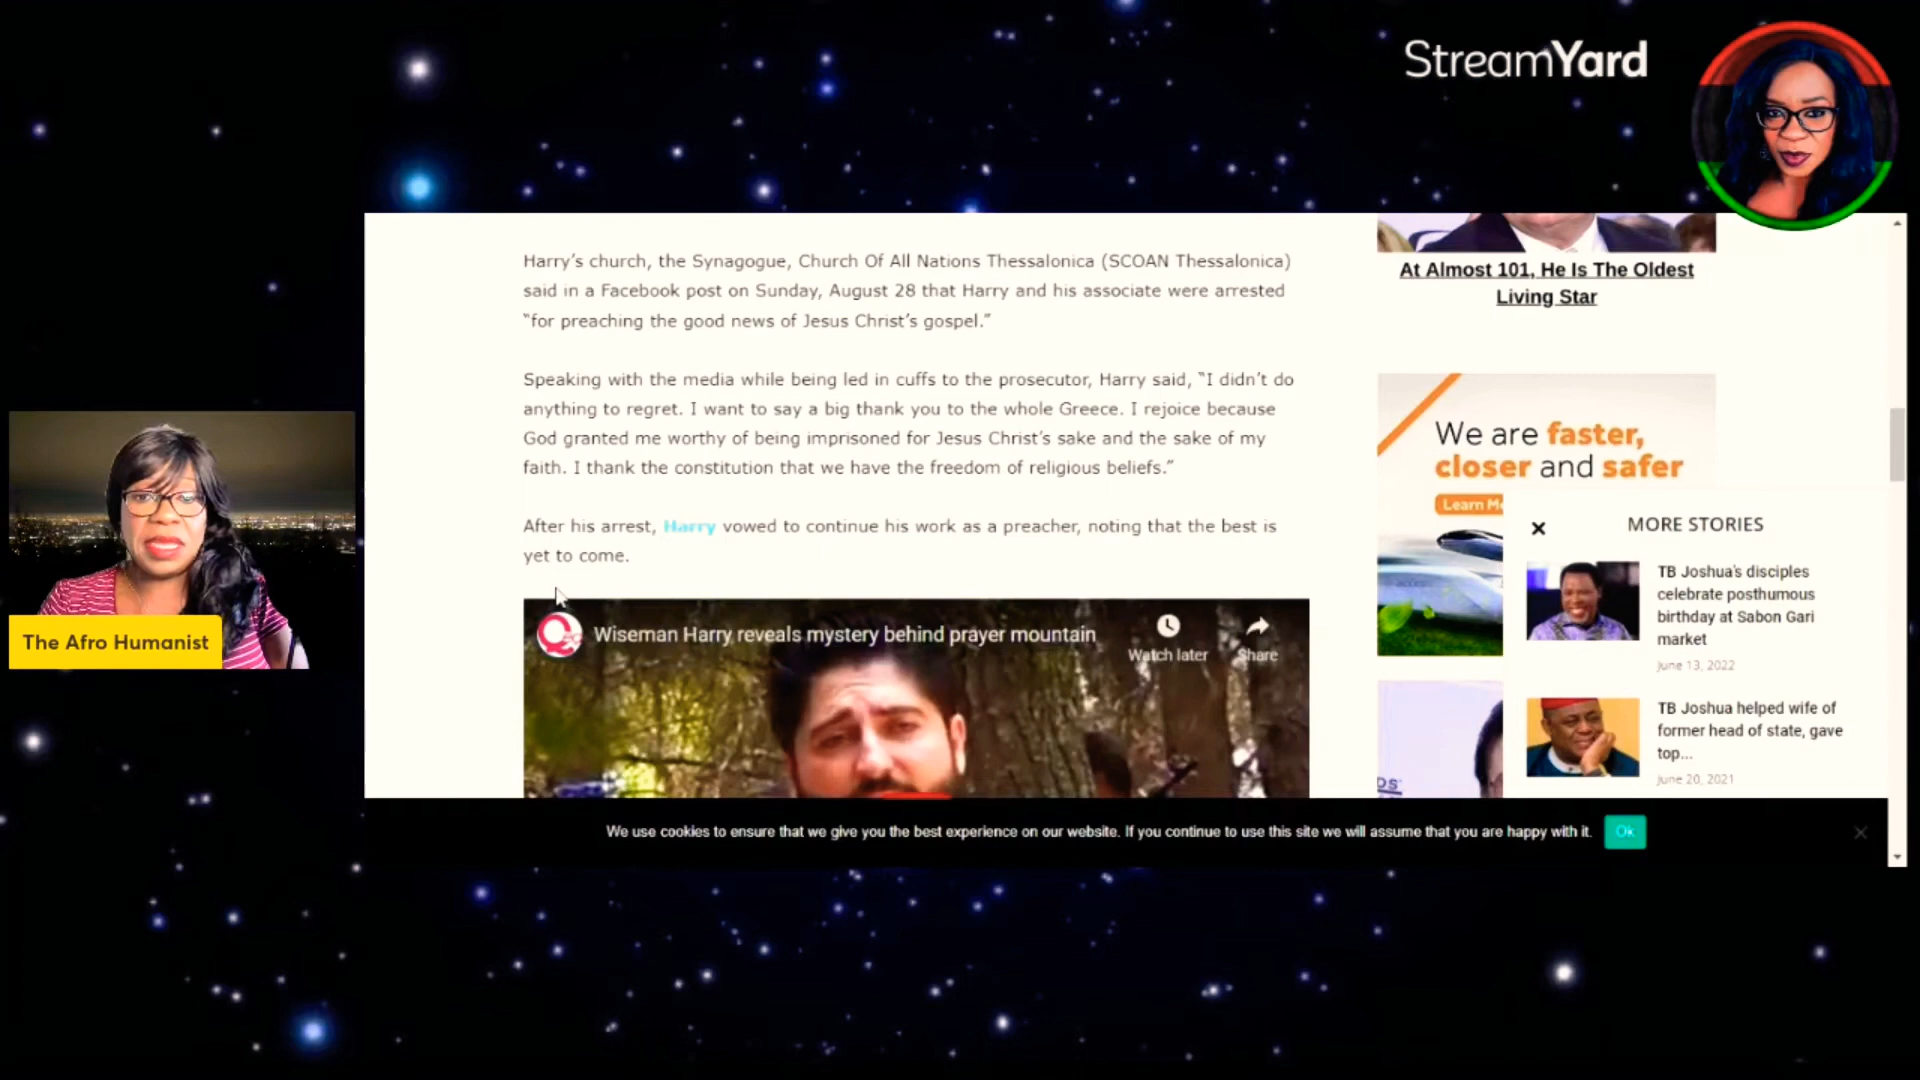 StreamYard
The Afro Humanist
Harry's church, the Synagogue, Church Of All Nations Thessalonica (SCOAN Thessalonica)
said in a Facebook post on Sunday, August 28 that Harry and his associate were arrested
“for preaching the good news of Jesus Christ's gospel.”
Speaking with the media while being led in cuffs to the prosecutor, Harry said, “I didn't do
anything to regret. I want to say a big thank you to the whole Greece. I rejoice because
God granted me worthy of being imprisoned for Jesus Christ's sake and the sake of my
faith. I thank the constitution that we have the freedom of religious beliefs.”
After his arrest, Harry vowed to continue his work as a preacher, noting that the best is
yet to come.
Wiseman Harry reveals mystery behind prayer mountain
Watch later
Share
At Almost 101, He Is The Oldest
Living Star
We are faster,
closer and safer
Learn M
MORE STORIES
TB Joshua's disciples
celebrate posthumous
birthday at Sabon Gari
market
June 13, 2022
TB Joshua helped wife of
former head of state, gave
top...
June 20, 2021
We use cookies to ensure that we give you the best experience on our website. If you continue to use this site we will assume that you are happy with it.
Ok